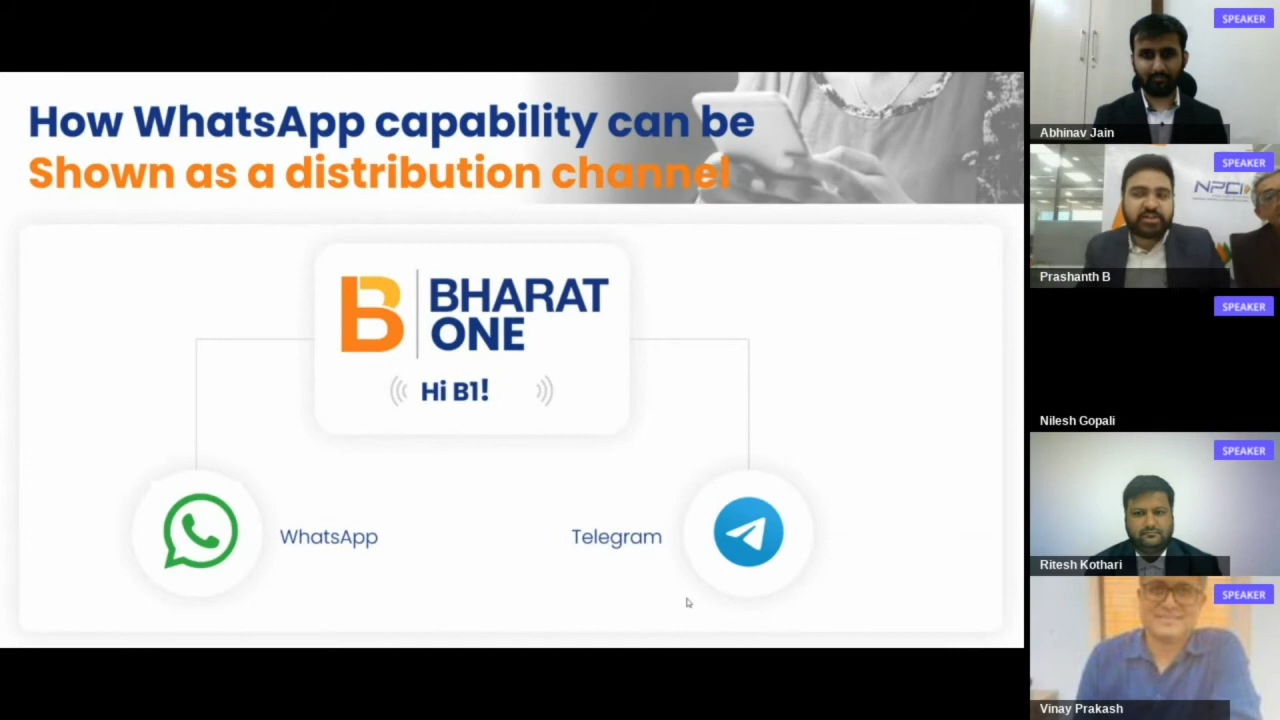 How WhatsApp capability can be
Shown as a distribution channel
BHARAT
ONE
Hi B1!
WhatsApp
Telegram
SPEAKER
Abhinav Jain
SPEAKER
NPCI
Prashanth B
SPEAKER
Nilesh Gopali
SPEAKER
Ritesh Kothari
SPEAKER
Vinay Prakash